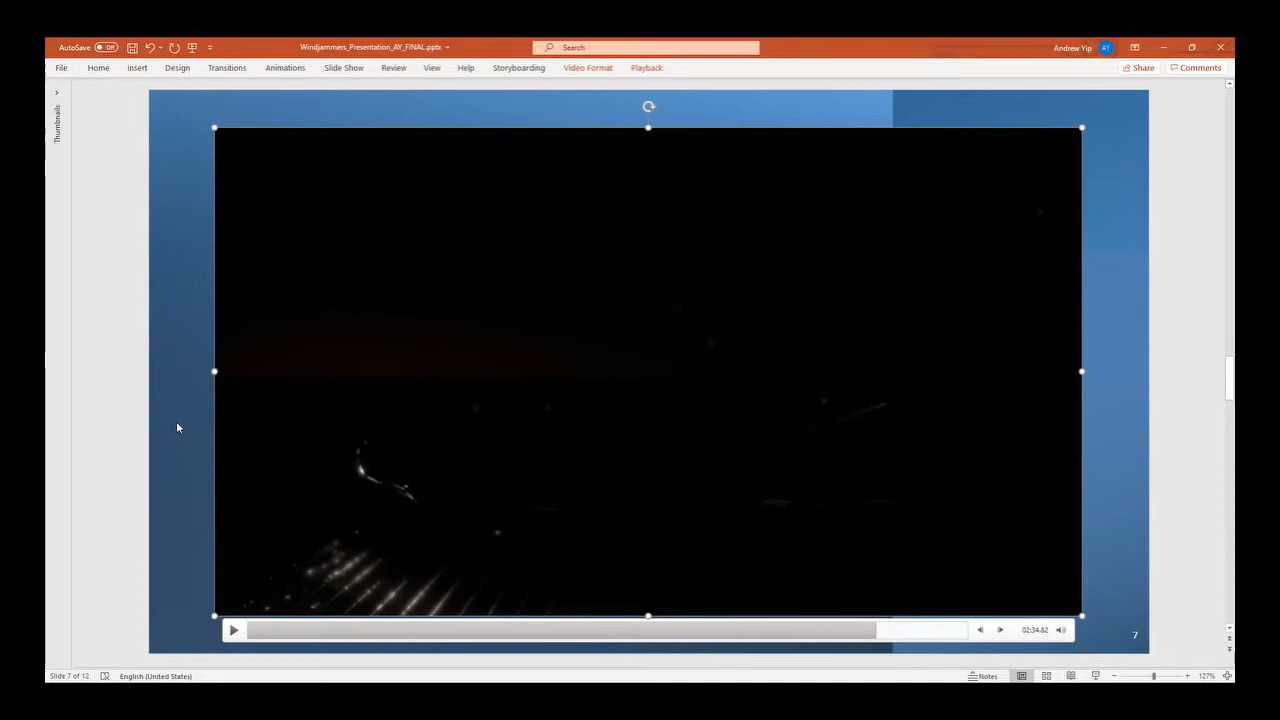 AutoSave Off Windjammers_Presentation_AY_FINAL.pptx Search Andrew Yip AY
File Home Insert Design Transitions Animations Slide Show Review View Help Storyboarding Video Format Playback Share Comments
Thumbnails
02:34.82
7
Slide 7 of 12 English (United States) Notes 127%